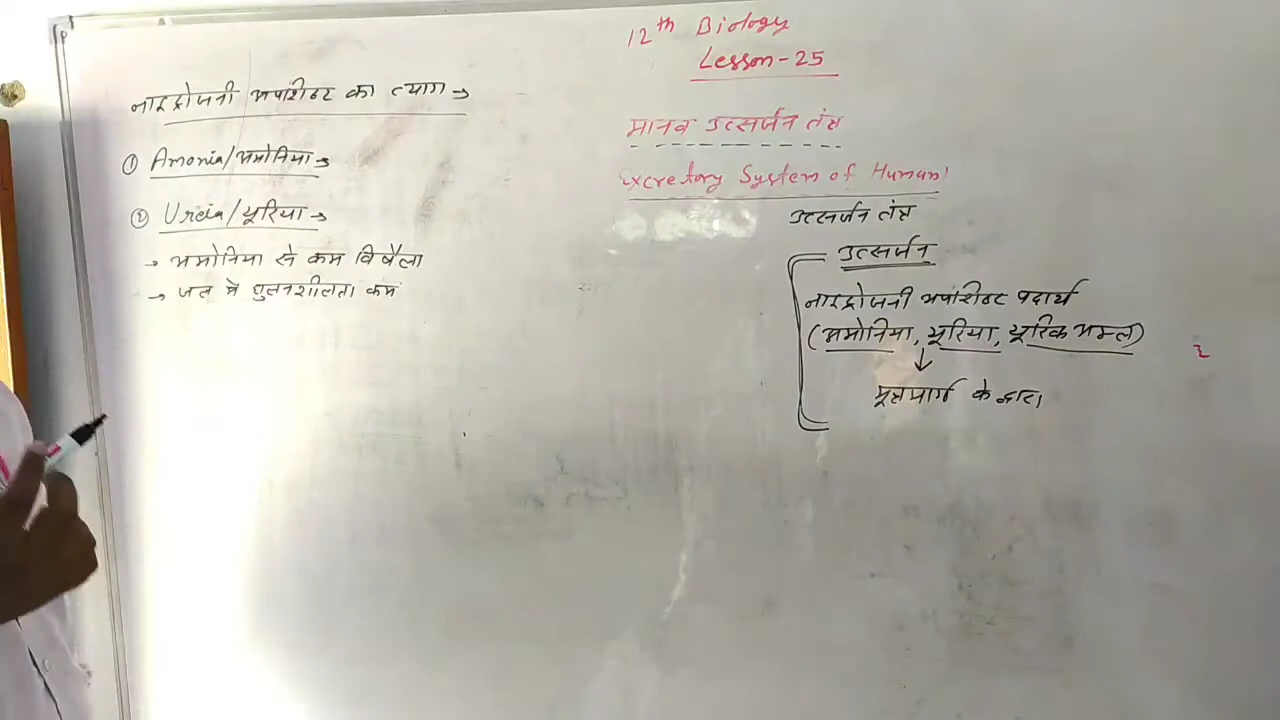 12th Biology
Lesson-25
मानव उत्सर्जन तंत्र
Excretory System of Human
उत्सर्जन तंत्र
उत्सर्जन
नाइट्रोजनी अपशिष्ट पदार्थ
(अमोनिया, यूरिया, यूरिक अम्ल)
↓
मूत्रमार्ग के द्वारा
नाइट्रोजनी अपशिष्ट का त्याग→
① Amonia/अमोनिया→
② Ureia/यूरिया→
→ अमोनिया से कम विषैला
→ जल मे घुलनशीलता कम